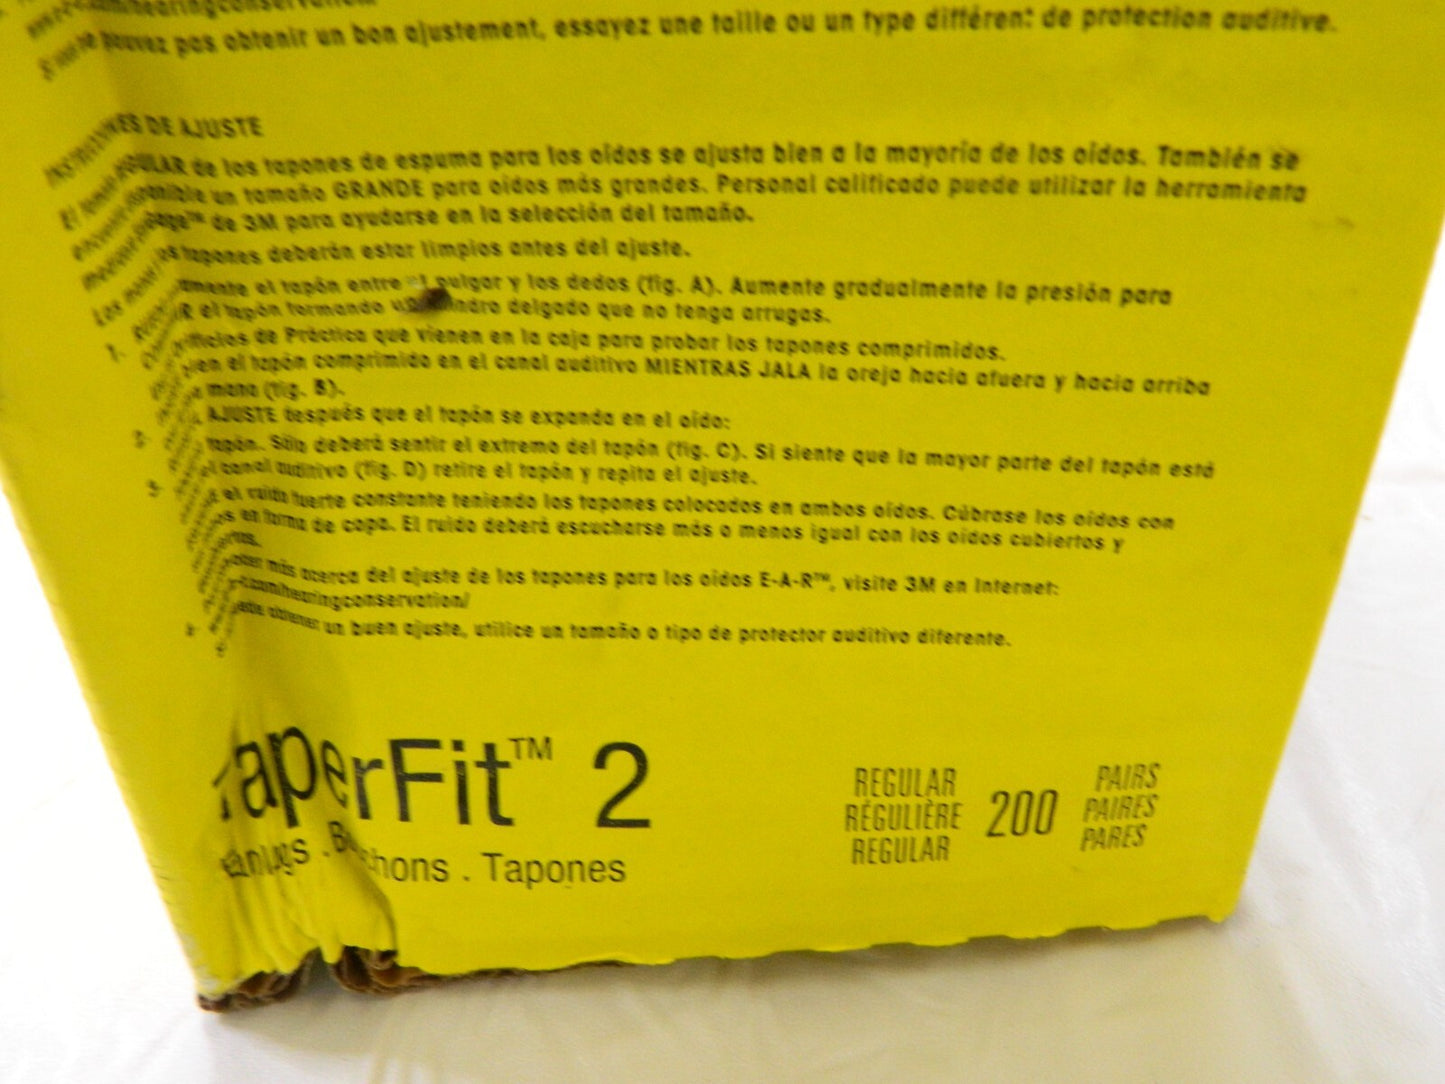 pouvez pas obtenir un bon ajustement, essayez une taille ou un type différent de protection auditive.
DE AJUSTE
REGULAR de los tapones de espuma para los oídos se ajusta bien a la mayoría de los oídos. También se
un tamaño GRANDE para oídos más grandes. Personal calificado puede utilizar la herramienta
de 3M para ayudarse en la selección del tamaño.
tapones deberán estar limpios antes del ajuste.
el tapón entre el pulgar y los dedos (fig. A). Aumente gradualmente la presión para
el tapón formando delgado que no tenga arrugas.
de Práctica que vienen en la caja para probar los tapones comprimidos.
en el tapón comprimido en el canal auditivo MIENTRAS JALA la oreja hacia afuera y hacia arriba
mano (fig. B).
AJUSTE después que el tapón se expanda en el oído:
tapón. Sólo deberá sentir el extremo del tapón (fig. C). Si siente que la mayor parte del tapón está
el canal auditivo (fig. D) retire el tapón y repita el ajuste.
el ruido fuerte constante teniendo los tapones colocados en ambos oídos. Cúbrase los oídos con
en forma de copa. El ruido deberá escucharse más o menos igual con los oídos cubiertos y
más acerca del ajuste de los tapones para los oídos E-A-R™, visite 3M en Internet:
obtener un buen ajuste, utilice un tamaño o tipo de protector auditivo diferente.
TaperFit™ 2
. Tapones
REGULAR
RÉGULIÈRE
REGULAR
200
PAIRS
PAIRES
PARES